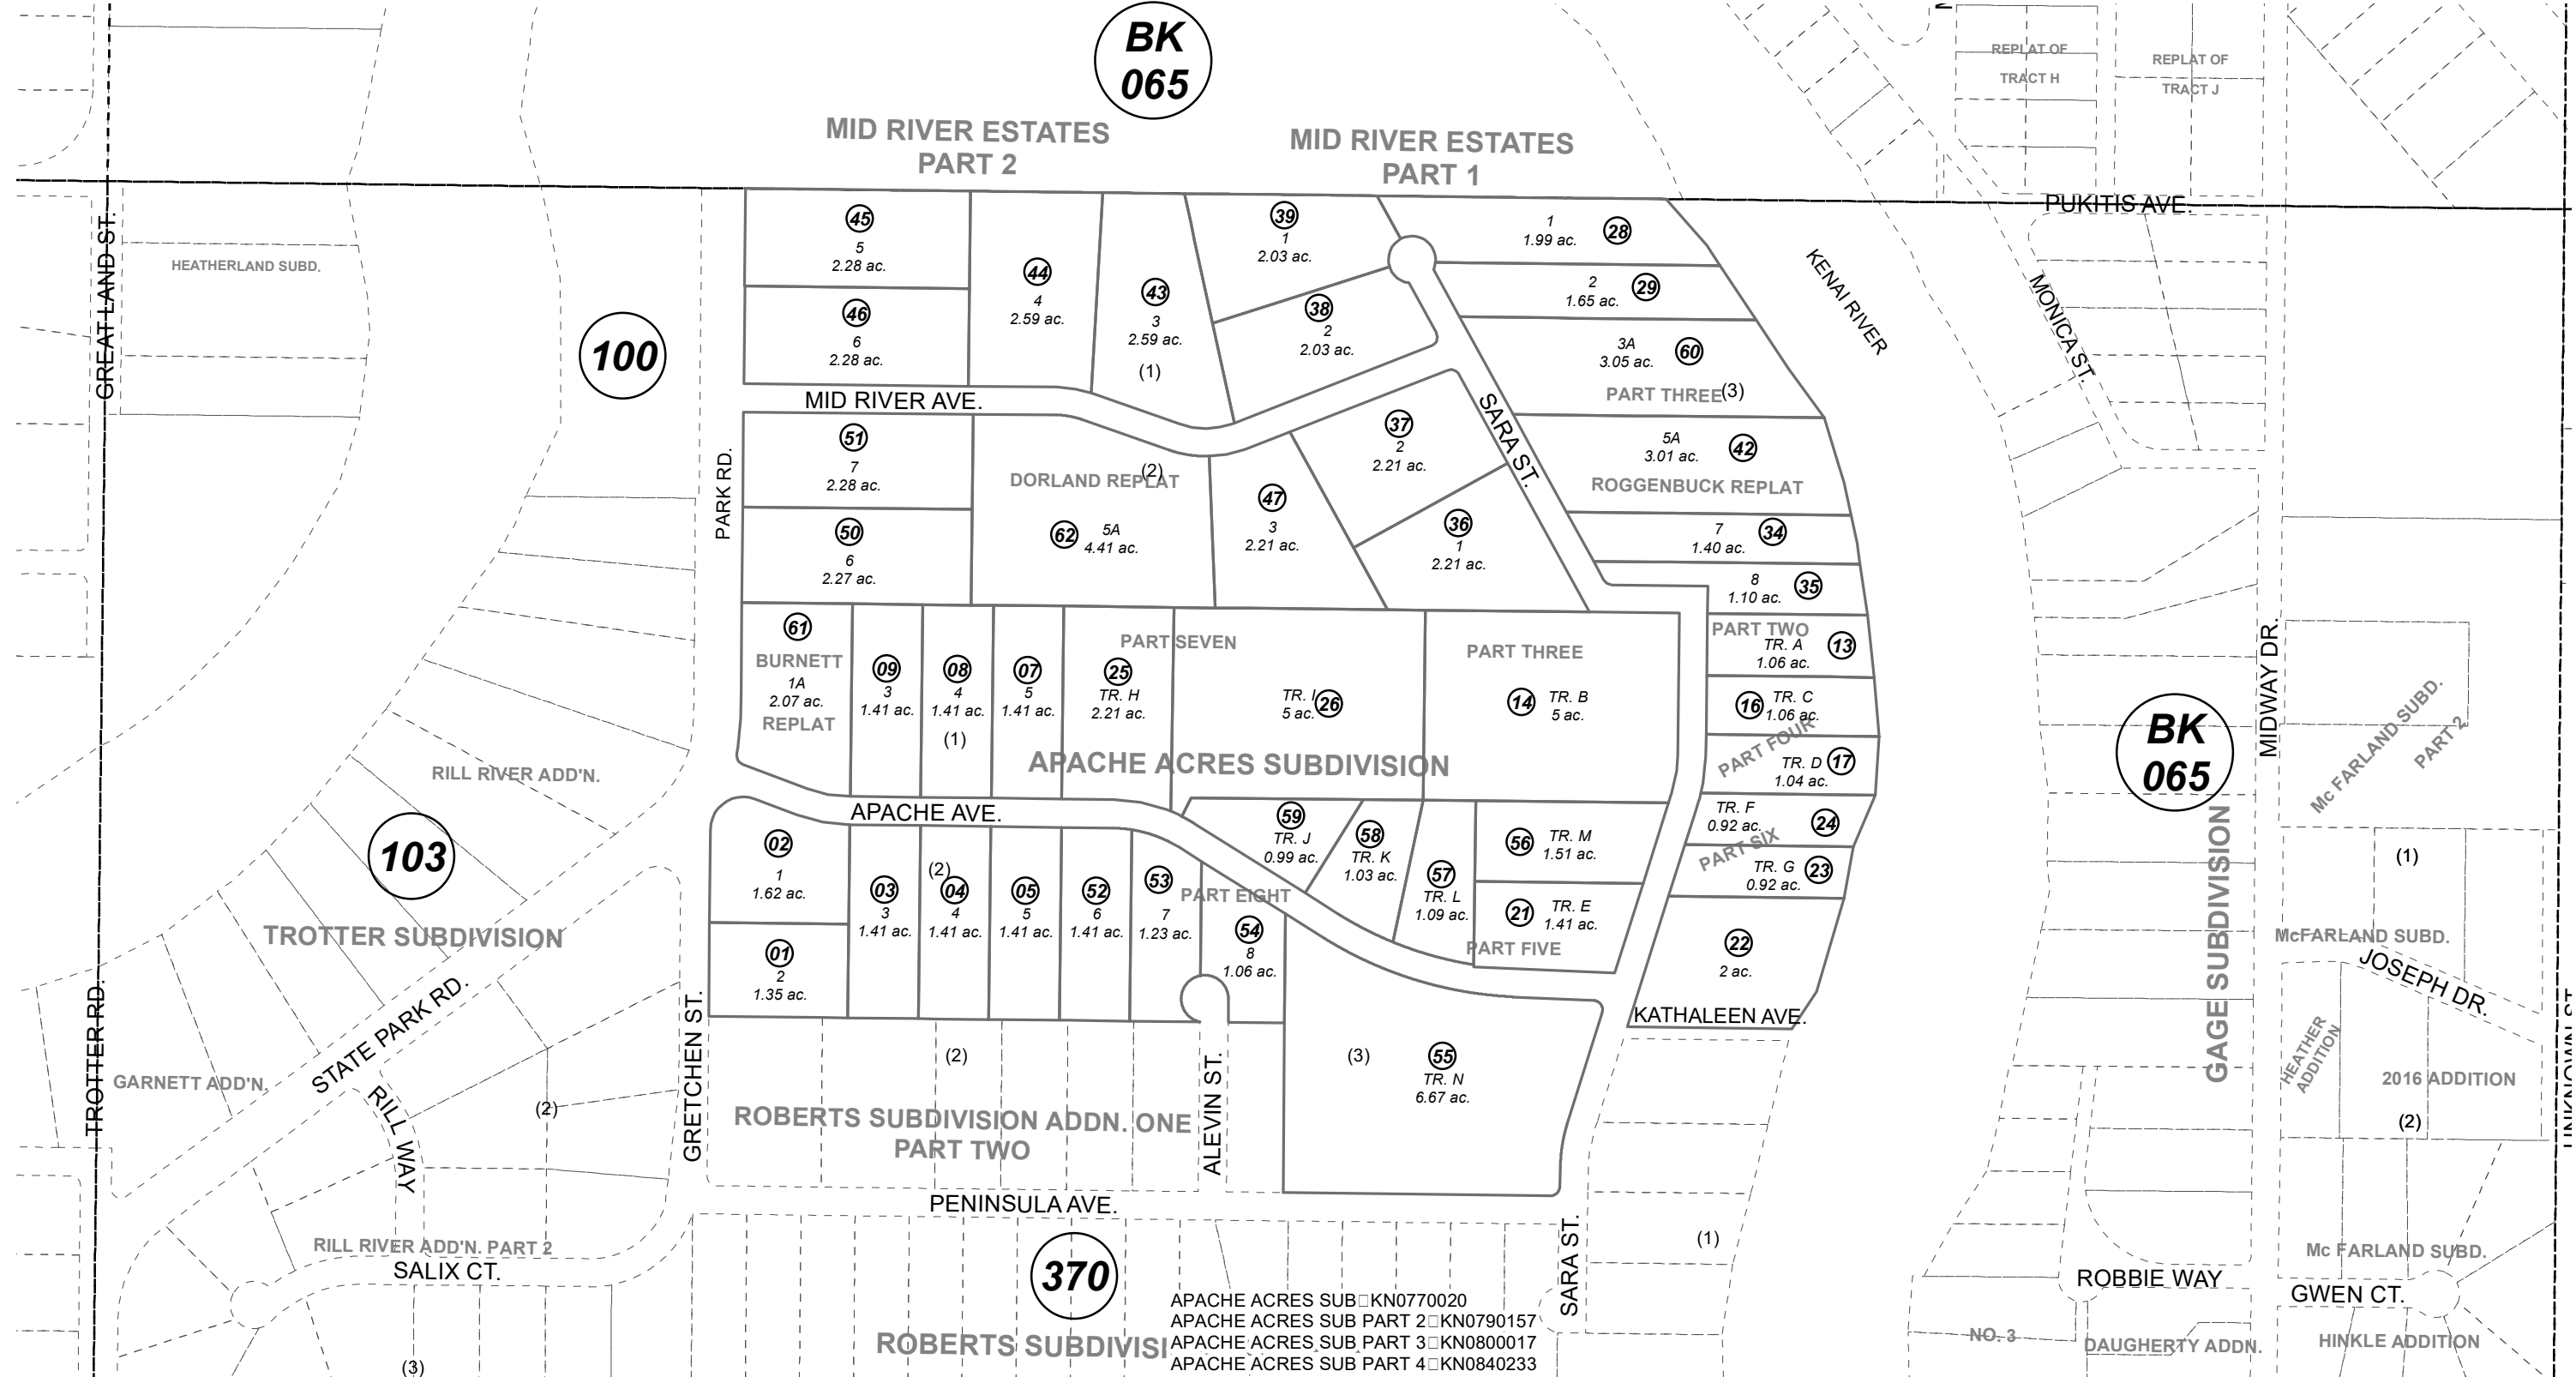 BK
065
REPLAT OF
TRACT H
REPLAT OF
TRACT J
MID RIVER ESTATES
PART 2
MID RIVER ESTATES
PART 1
PUKITIS AVE.
GREAT LAND ST.
HEATHERLAND SUBD.
100
45
5
2.28 ac.
46
6
2.28 ac.
44
4
2.59 ac.
43
3
2.59 ac.
(1)
39
1
2.03 ac.
38
2
2.03 ac.
1
1.99 ac.
28
2
1.65 ac.
29
3A
3.05 ac.
60
PART THREE
(3)
KENAI RIVER
MONICA ST.
MID RIVER AVE.
PARK RD.
51
7
2.28 ac.
50
6
2.27 ac.
(2)
DORLAND REPLAT
62
5A
4.41 ac.
47
3
2.21 ac.
37
2
2.21 ac.
36
1
2.21 ac.
SARA ST.
5A
3.01 ac.
42
ROGGENBUCK REPLAT
7
1.40 ac.
34
8
1.10 ac.
35
PART TWO
TR. A
1.06 ac.
13
16
TR. C
1.06 ac.
PART FOUR
TR. D
1.04 ac.
17
TR. F
0.92 ac.
24
PART SIX
TR. G
0.92 ac.
23
22
2 ac.
KATHALEEN AVE.
61
BURNETT
1A
2.07 ac.
REPLAT
09
3
1.41 ac.
08
4
1.41 ac.
(1)
07
5
1.41 ac.
25
TR. H
2.21 ac.
PART SEVEN
TR. I
5 ac.
26
PART THREE
14
TR. B
5 ac.
APACHE ACRES SUBDIVISION
APACHE AVE.
02
1
1.62 ac.
01
2
1.35 ac.
03
3
1.41 ac.
(2)
04
4
1.41 ac.
05
5
1.41 ac.
52
6
1.41 ac.
53
7
1.23 ac.
PART EIGHT
54
8
1.06 ac.
59
TR. J
0.99 ac.
58
TR. K
1.03 ac.
57
TR. L
1.09 ac.
56
TR. M
1.51 ac.
21
TR. E
1.41 ac.
PART FIVE
(3)
55
TR. N
6.67 ac.
RILL RIVER ADD'N.
103
TROTTER SUBDIVISION
TROTTER RD.
STATE PARK RD.
GARNETT ADD'N.
RILL WAY
(2)
GRETCHEN ST.
(2)
ROBERTS SUBDIVISION ADDN. ONE
PART TWO
ALEVIN ST.
PENINSULA AVE.
RILL RIVER ADD'N. PART 2
SALIX CT.
(3)
370
SARA ST.
(1)
ROBERTS SUBDIVISI
APACHE ACRES SUB□KN0770020
APACHE ACRES SUB PART 2□KN0790157
APACHE ACRES SUB PART 3□KN0800017
APACHE ACRES SUB PART 4□KN0840233
BK
065
MIDWAY DR.
Mc FARLAND SUBD.
PART 2
GAGE SUBDIVISION
(1)
McFARLAND SUBD.
JOSEPH DR.
HEATHER
ADDITION
2016 ADDITION
(2)
UNKNOWN ST
Mc FARLAND SUBD.
ROBBIE WAY
GWEN CT.
NO. 3
DAUGHERTY ADDN.
HINKLE ADDITION